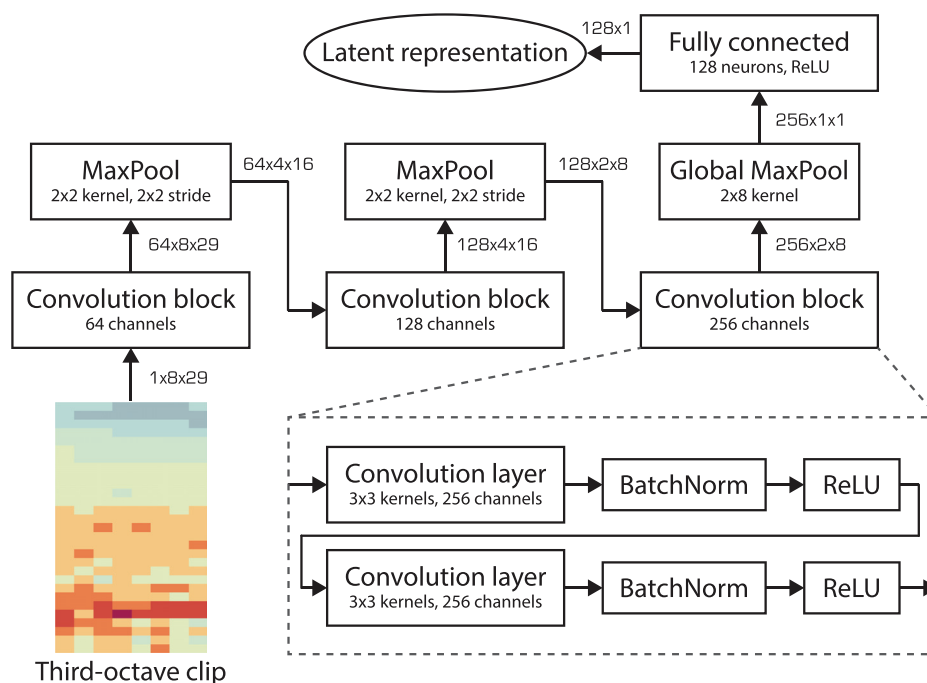 128x1
Latent representation
Fully connected
128 neurons, ReLU
256x1x1
MaxPool
2x2 kernel, 2x2 stride
64x4x16
MaxPool
2x2 kernel, 2x2 stride
128x2x8
Global MaxPool
2x8 kernel
64x8x29
128x4x16
256x2x8
Convolution block
64 channels
Convolution block
128 channels
Convolution block
256 channels
1x8x29
Convolution layer
3x3 kernels, 256 channels
BatchNorm
ReLU
Convolution layer
3x3 kernels, 256 channels
BatchNorm
ReLU
Third-octave clip